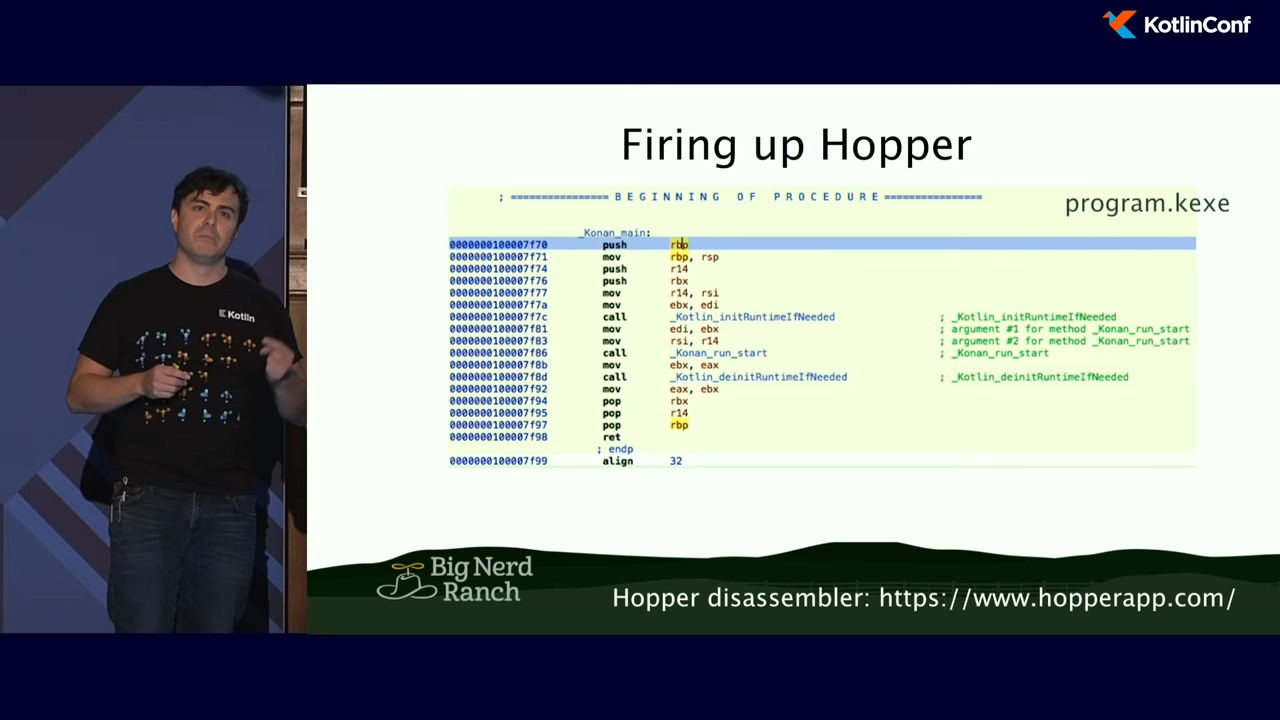 KotlinConf
Kotlin
Firing up Hopper
program.kexe
; ================ B E G I N N I N G   O F   P R O C E D U R E ================
_Konan_main:
0000000100007f70 push rbp
0000000100007f71 mov rbp, rsp
0000000100007f74 push r14
0000000100007f76 push rbx
0000000100007f77 mov r14, rsi
0000000100007f7a mov ebx, edi
0000000100007f7c call _Kotlin_initRuntimeIfNeeded ; _Kotlin_initRuntimeIfNeeded
0000000100007f81 mov edi, ebx ; argument #1 for method _Konan_run_start
0000000100007f83 mov rsi, r14 ; argument #2 for method _Konan_run_start
0000000100007f86 call _Konan_run_start ; _Konan_run_start
0000000100007f8b mov ebx, eax
0000000100007f8d call _Kotlin_deinitRuntimeIfNeeded ; _Kotlin_deinitRuntimeIfNeeded
0000000100007f92 mov eax, ebx
0000000100007f94 pop rbx
0000000100007f95 pop r14
0000000100007f97 pop rbp
0000000100007f98 ret
; endp
0000000100007f99 align 32
Big Nerd
Ranch
Hopper disassembler: https://www.hopperapp.com/